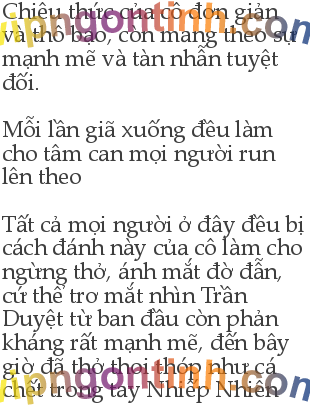 Chiêu thức của cô đơn giản
và thô bạo, còn mang theo sự
mạnh mẽ và tàn nhẫn tuyệt
đối.
Mỗi lần giã xuống đều làm
cho tâm can mọi người run
lên theo
Tất cả mọi người ở đây đều bị
cách đánh này của cô làm cho
ngừng thở, ánh mắt đờ đẫn,
cứ thế trơ mắt nhìn Trần
Duyệt từ ban đầu còn phản
kháng rất mạnh mẽ, đến bây
giờ đã thở thoi thóp như cá
chết trong tay Nhiếp Nhiên
vipngontinh.com